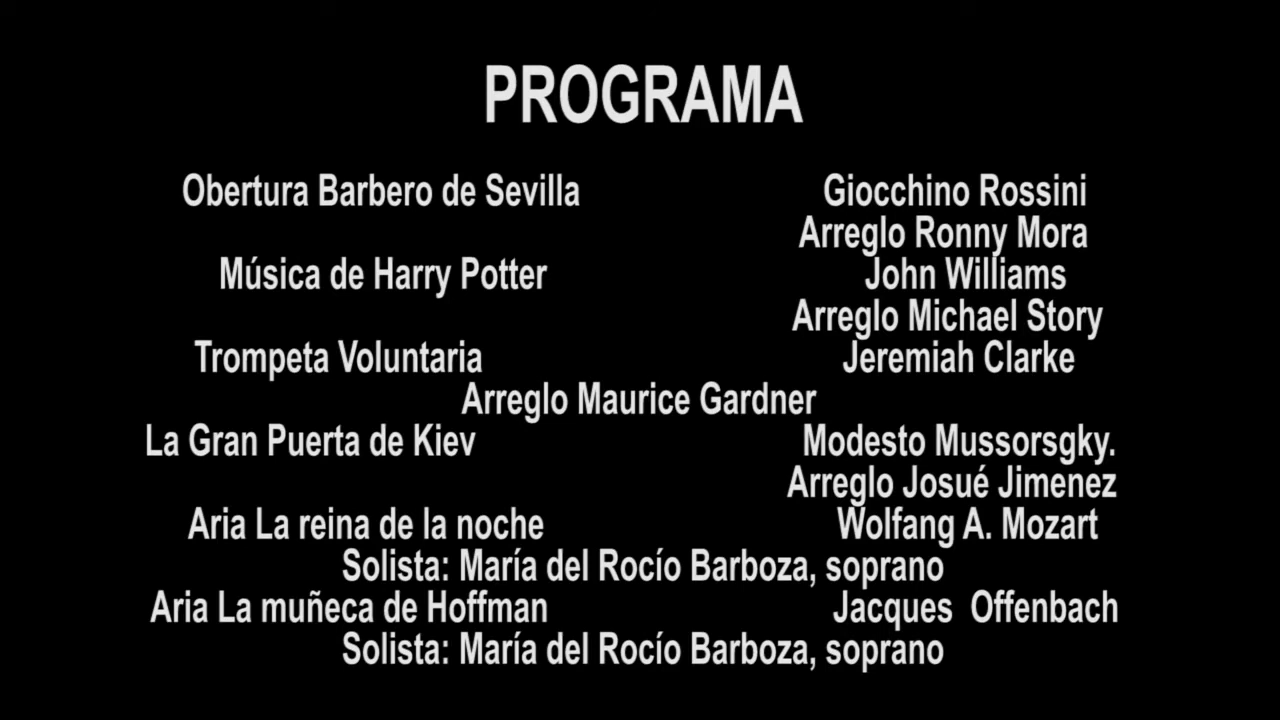 PROGRAMA
Obertura Barbero de Sevilla Giocchino Rossini
Arreglo Ronny Mora
Música de Harry Potter John Williams
Arreglo Michael Story
Trompeta Voluntaria Jeremiah Clarke
Arreglo Maurice Gardner
La Gran Puerta de Kiev Modesto Mussorsgky.
Arreglo Josué Jimenez
Aria La reina de la noche Wolfang A. Mozart
Solista: María del Rocío Barboza, soprano
Aria La muñeca de Hoffman Jacques  Offenbach
Solista: María del Rocío Barboza, soprano